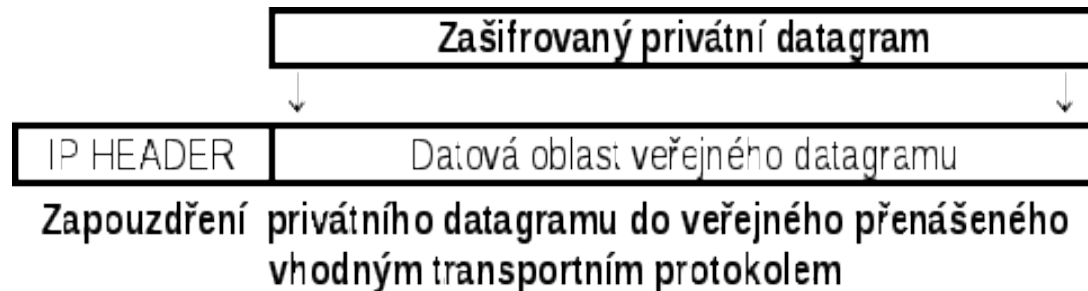 Zašifrovaný privátní datagram
IP HEADER
Datová oblast veřejného datagramu
Zapouzdření privátního datagramu do veřejného přenášeného
vhodným transportním protokolem